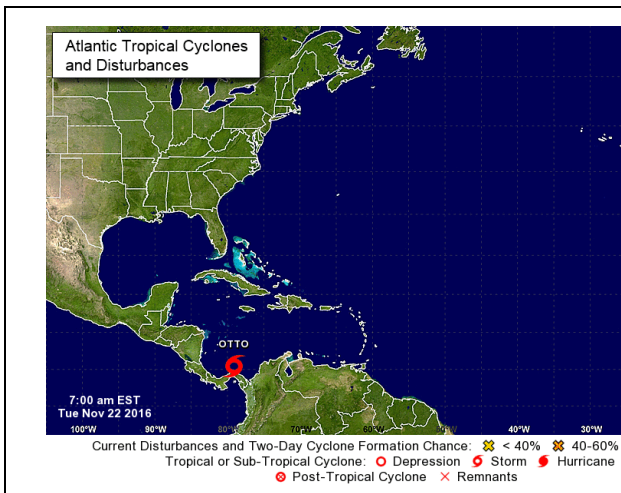 Atlantic Tropical Cyclones
and Disturbances
OTTO
7:00 am EST
Tue Nov 22 2016
100°W 90°W 80°W 70°W 60°W 50°W 40°W 30°W
Current Disturbances and Two-Day Cyclone Formation Chance: < 40% 40-60%
Tropical or Sub-Tropical Cyclone: Depression Storm Hurricane
Post-Tropical Cyclone Remnants